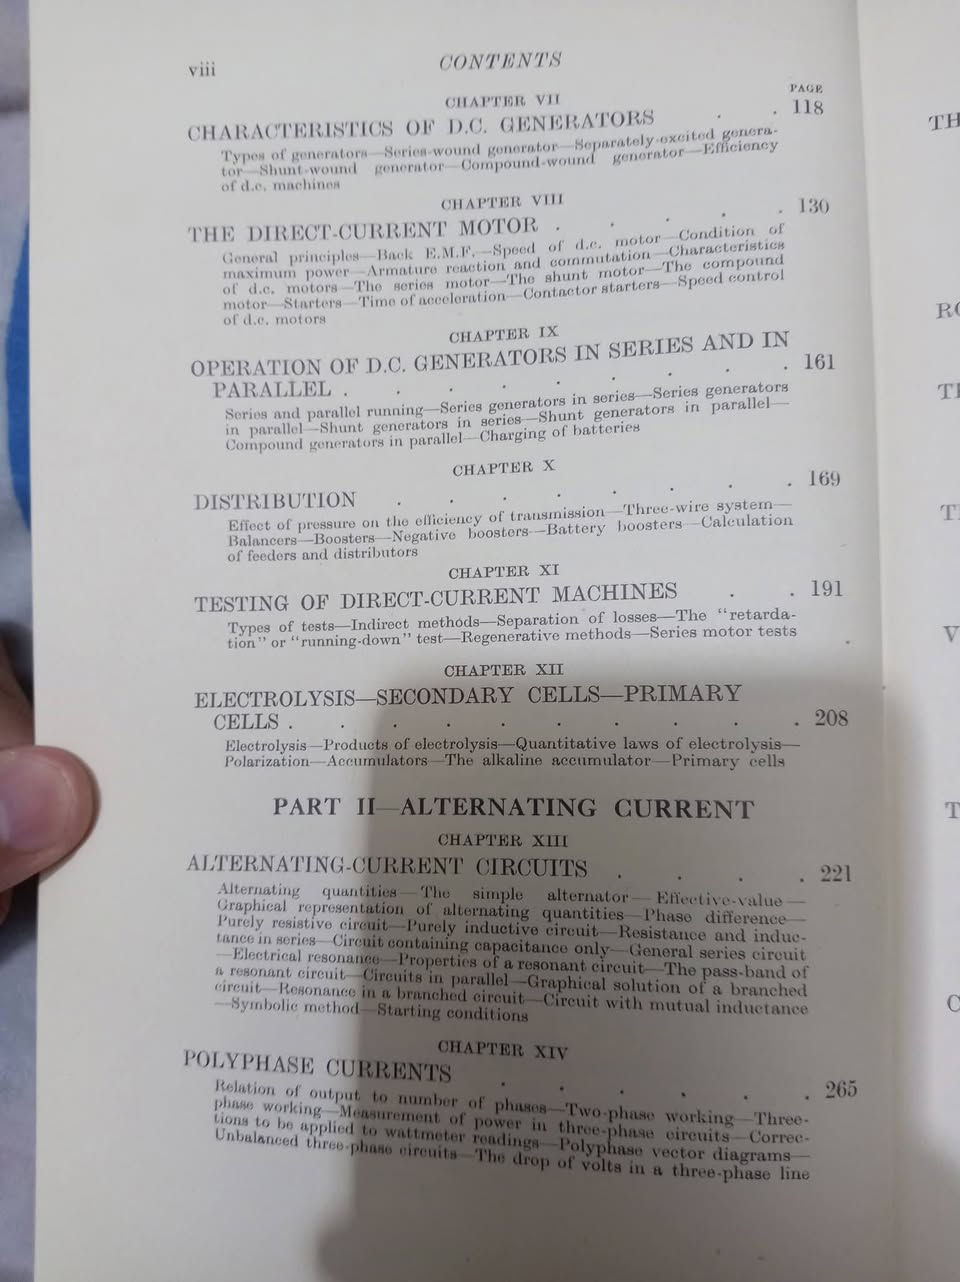 viii
CONTENTS
PAGE
CHAPTER VII
CHARACTERISTICS OF D.C. GENERATORS . . 118
Types of generators—Series-wound generator—Separately-excited genera-
tor—Shunt-wound generator—Compound-wound generator—Efficiency
of d.c. machines
CHAPTER VIII
THE DIRECT-CURRENT MOTOR . . . . . 130
General principles—Back E.M.F.—Speed of d.c. motor—Condition of
maximum power—Armature reaction and commutation—Characteristics
of d.c. motors—The series motor—The shunt motor—The compound
motor—Starters—Time of acceleration—Contactor starters—Speed control
of d.c. motors
CHAPTER IX
OPERATION OF D.C. GENERATORS IN SERIES AND IN
PARALLEL . . . . . . . 161
Series and parallel running—Series generators in series—Series generators
in parallel—Shunt generators in series—Shunt generators in parallel—
Compound generators in parallel—Charging of batteries
CHAPTER X
DISTRIBUTION . . . . . . 169
Effect of pressure on the efficiency of transmission—Three-wire system—
Balancers—Boosters—Negative boosters—Battery boosters—Calculation
of feeders and distributors
CHAPTER XI
TESTING OF DIRECT-CURRENT MACHINES . . 191
Types of tests—Indirect methods—Separation of losses—The "retarda-
tion" or "running-down" test—Regenerative methods—Series motor tests
CHAPTER XII
ELECTROLYSIS—SECONDARY CELLS—PRIMARY
CELLS . . . . . . . . 208
Electrolysis—Products of electrolysis—Quantitative laws of electrolysis—
Polarization—Accumulators—The alkaline accumulator—Primary cells
PART II—ALTERNATING CURRENT
CHAPTER XIII
ALTERNATING-CURRENT CIRCUITS . . . . 221
Alternating quantities—The simple alternator—Effective-value—
Graphical representation of alternating quantities—Phase difference—
Purely resistive circuit—Purely inductive circuit—Resistance and induc-
tance in series—Circuit containing capacitance only—General series circuit
—Electrical resonance—Properties of a resonant circuit—The pass-band of
a resonant circuit—Circuits in parallel—Graphical solution of a branched
circuit—Resonance in a branched circuit—Circuit with mutual inductance
—Symbolic method—Starting conditions
CHAPTER XIV
POLYPHASE CURRENTS . . . . . . 265
Relation of output to number of phases—Two-phase working—Three-
phase working—Measurement of power in three-phase circuits—Correc-
tions to be applied to wattmeter readings—Polyphase vector diagrams—
Unbalanced three-phase circuits—The drop of volts in a three-phase line